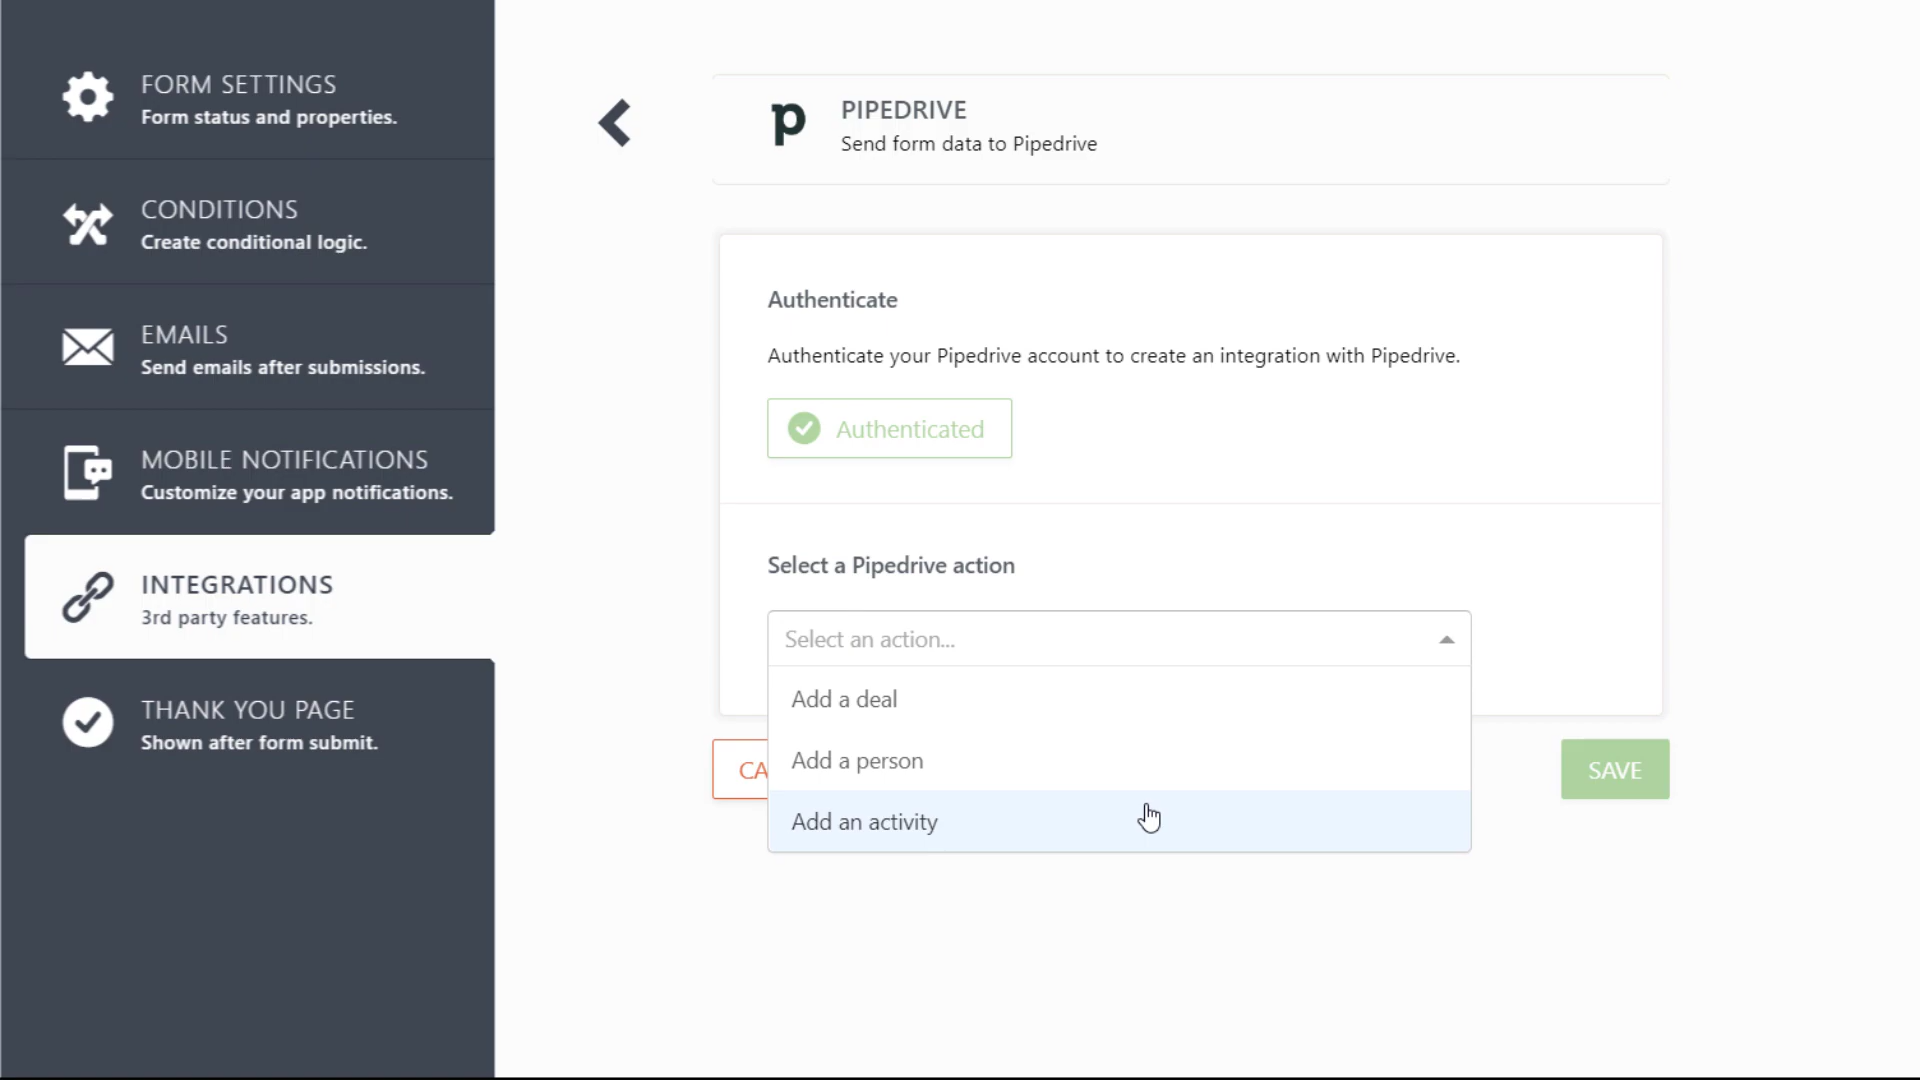 FORM SETTINGS
Form status and properties.
CONDITIONS
Create conditional logic.
EMAILS
Send emails after submissions.
MOBILE NOTIFICATIONS
Customize your app notifications.
INTEGRATIONS
3rd party features.
THANK YOU PAGE
Shown after form submit.
p
PIPEDRIVE
Send form data to Pipedrive
Authenticate
Authenticate your Pipedrive account to create an integration with Pipedrive.
Authenticated
Select a Pipedrive action
Select an action...
Add a deal
Add a person
Add an activity
CA
SAVE